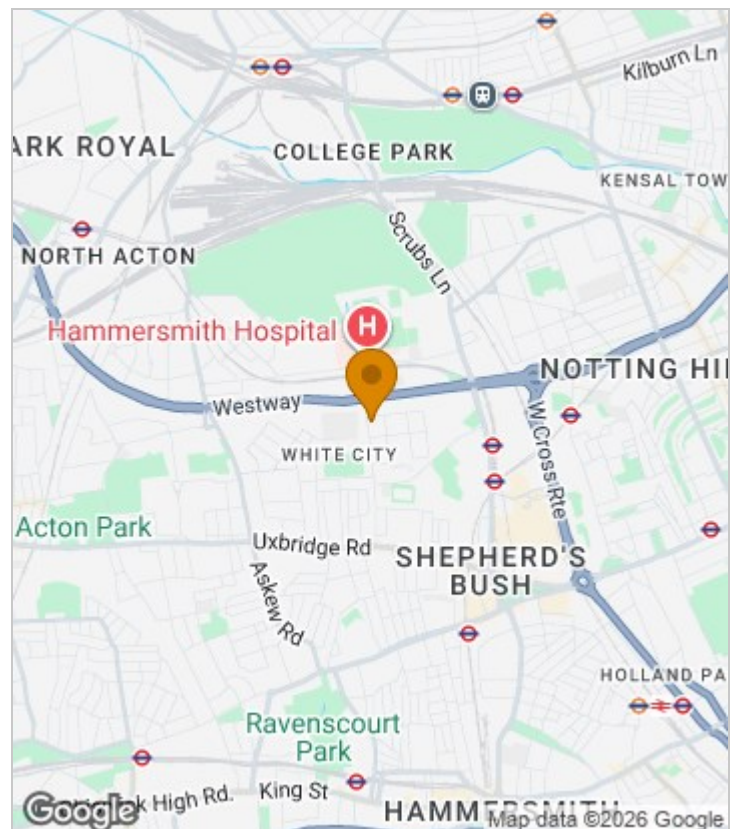 Kilburn Ln
ARK ROYAL
COLLEGE PARK
KENSAL TOW
Scrubs Ln
NORTH ACTON
Hammersmith Hospital
H
NOTTING HI
Westway
W Cross Rte
WHITE CITY
Acton Park
Uxbridge Rd
SHEPHERD'S
BUSH
Askew Rd
HOLLAND PA
Ravenscourt
Park
King St
k High Rd.
HAMMERSMITH
Google
Map data ©2026 Google